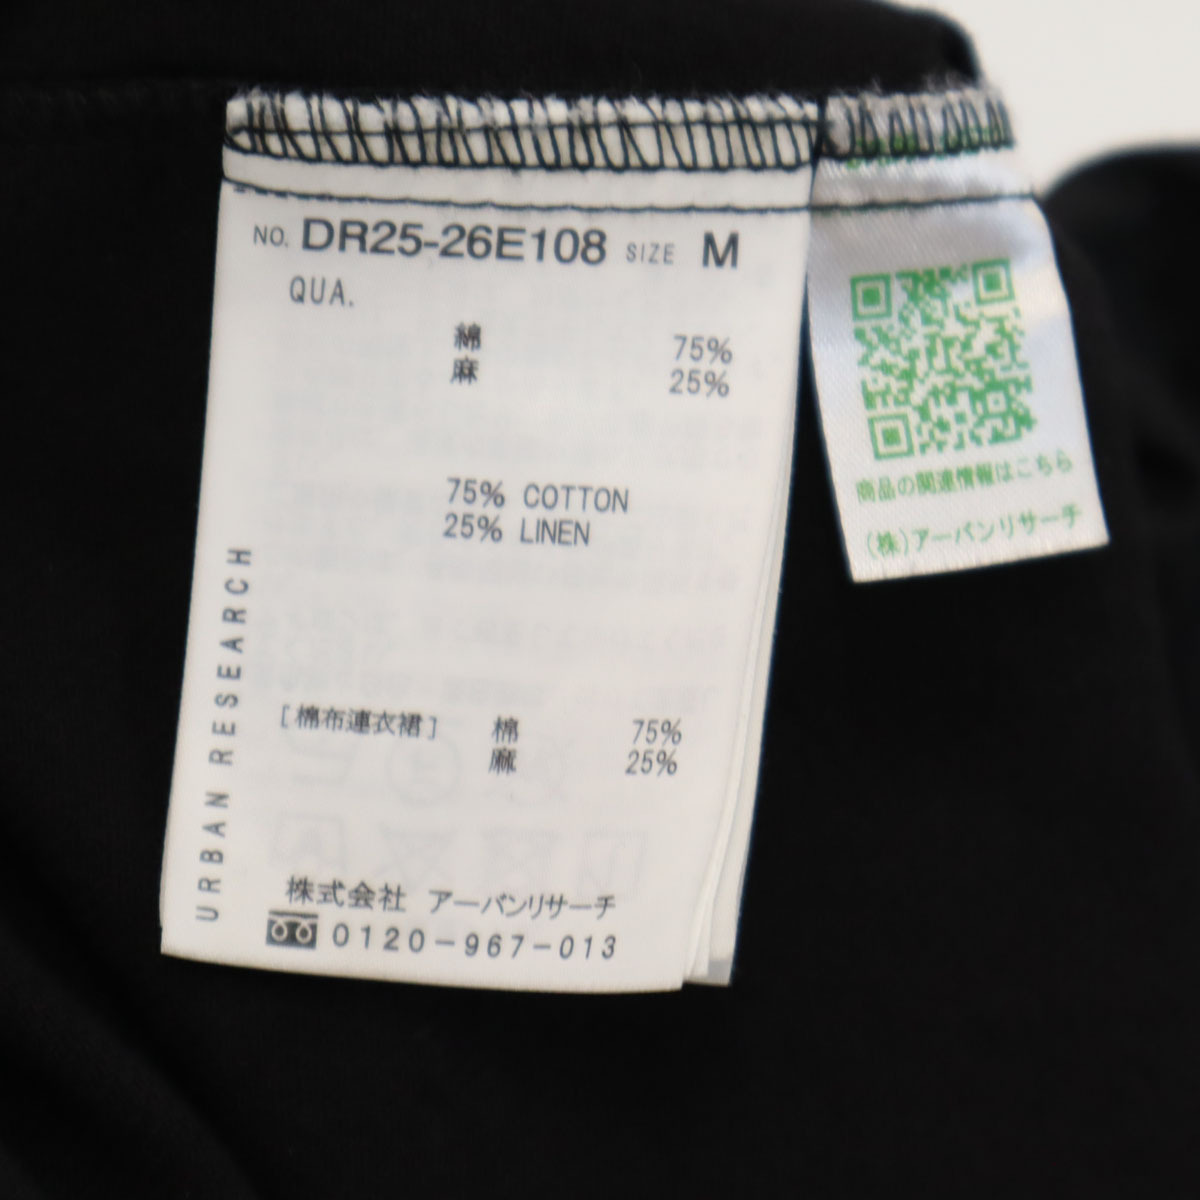 NO. DR25-26E108 SIZE M
QUA.
綿 75%
麻 25%
75% COTTON
25% LINEN
[棉布連衣裙] 棉 75%
麻 25%
URBAN RESEARCH
株式会社 アーバンリサーチ
0120-967-013
商品の関連情報はこちら
(株)アーバンリサーチ